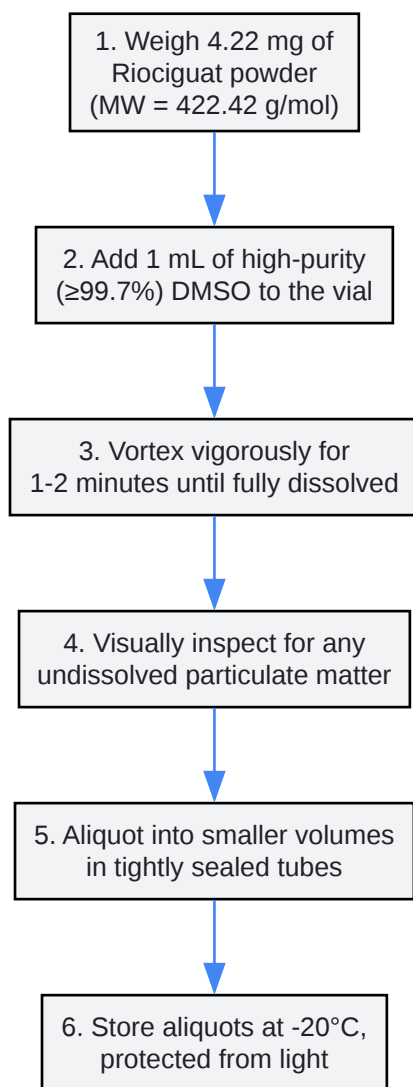 1. Weigh 4.22 mg of
Riociguat powder
(MW = 422.42 g/mol)
2. Add 1 mL of high-purity
(≥99.7%) DMSO to the vial
3. Vortex vigorously for
1-2 minutes until fully dissolved
4. Visually inspect for any
undissolved particulate matter
5. Aliquot into smaller volumes
in tightly sealed tubes
6. Store aliquots at -20°C,
protected from light